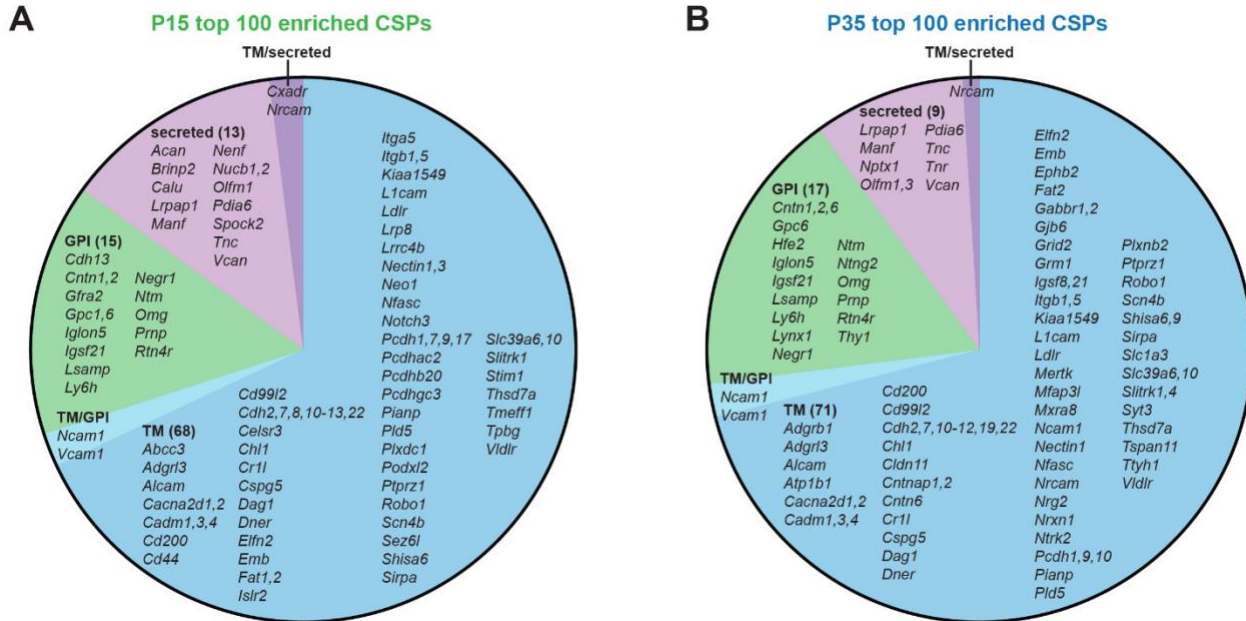 A
P15 top 100 enriched CSPs
TM/secreted
Cxadr
Nrcam
secreted (13)
Acan
Brinp2
Calu
Lrpap1
Manf
Nenf
Nucb1,2
Olfm1
Pdia6
Spock2
Tnc
Vcan
GPI (15)
Cdh13
Cntn1,2
Gfra2
Gpc1,6
Iglon5
Igsf21
Lsamp
Ly6h
Negr1
Ntm
Omg
Prnp
Rtn4r
TM/GPI
Ncam1
Vcam1
TM (68)
Abcc3
Adgrl3
Alcam
Cacna2d1,2
Cadm1,3,4
Cd200
Cd44
Cd99l2
Cdh2,7,8,10-13,22
Celsr3
Chl1
Cr1l
Cspg5
Dag1
Dner
Elfn2
Emb
Fat1,2
Islr2
Itga5
Itgb1,5
Kiaa1549
L1cam
Ldlr
Lrp8
Lrrc4b
Nectin1,3
Neo1
Nfasc
Notch3
Pcdh1,7,9,17
Pcdhac2
Pcdhb20
Pcdhgc3
Pianp
Pld5
Plxdc1
Podxl2
Ptprz1
Robo1
Scn4b
Sez6l
Shisa6
Sirpa
Slc39a6,10
Slitrk1
Stim1
Thsd7a
Tmeff1
Tpbg
Vldlr
B
P35 top 100 enriched CSPs
TM/secreted
Nrcam
secreted (9)
Lrpap1
Manf
Nptx1
Olfm1,3
Pdia6
Tnc
Tnr
Vcan
GPI (17)
Cntn1,2,6
Gpc6
Hfe2
Iglon5
Igsf21
Lsamp
Ly6h
Lynx1
Negr1
Ntm
Ntng2
Omg
Prnp
Rtn4r
Thy1
TM/GPI
Ncam1
Vcam1
TM (71)
Adgrb1
Adgrl3
Alcam
Atp1b1
Cacna2d1,2
Cadm1,3,4
Cd200
Cd99l2
Cdh2,7,10-12,19,22
Chl1
Cldn11
Cntnap1,2
Cntn6
Cr1l
Cspg5
Dag1
Dner
Elfn2
Emb
Ephb2
Fat2
Gabbr1,2
Gjb6
Grid2
Grm1
Igsf8,21
Itgb1,5
Kiaa1549
L1cam
Ldlr
Mertk
Mfap3l
Mxra8
Ncam1
Nectin1
Nfasc
Nrcam
Nrg2
Nrxn1
Ntrk2
Pcdh1,9,10
Pianp
Pld5
Plxnb2
Ptprz1
Robo1
Scn4b
Shisa6,9
Sirpa
Slc1a3
Slc39a6,10
Slitrk1,4
Syt3
Thsd7a
Tspan11
Ttyh1
Vldlr